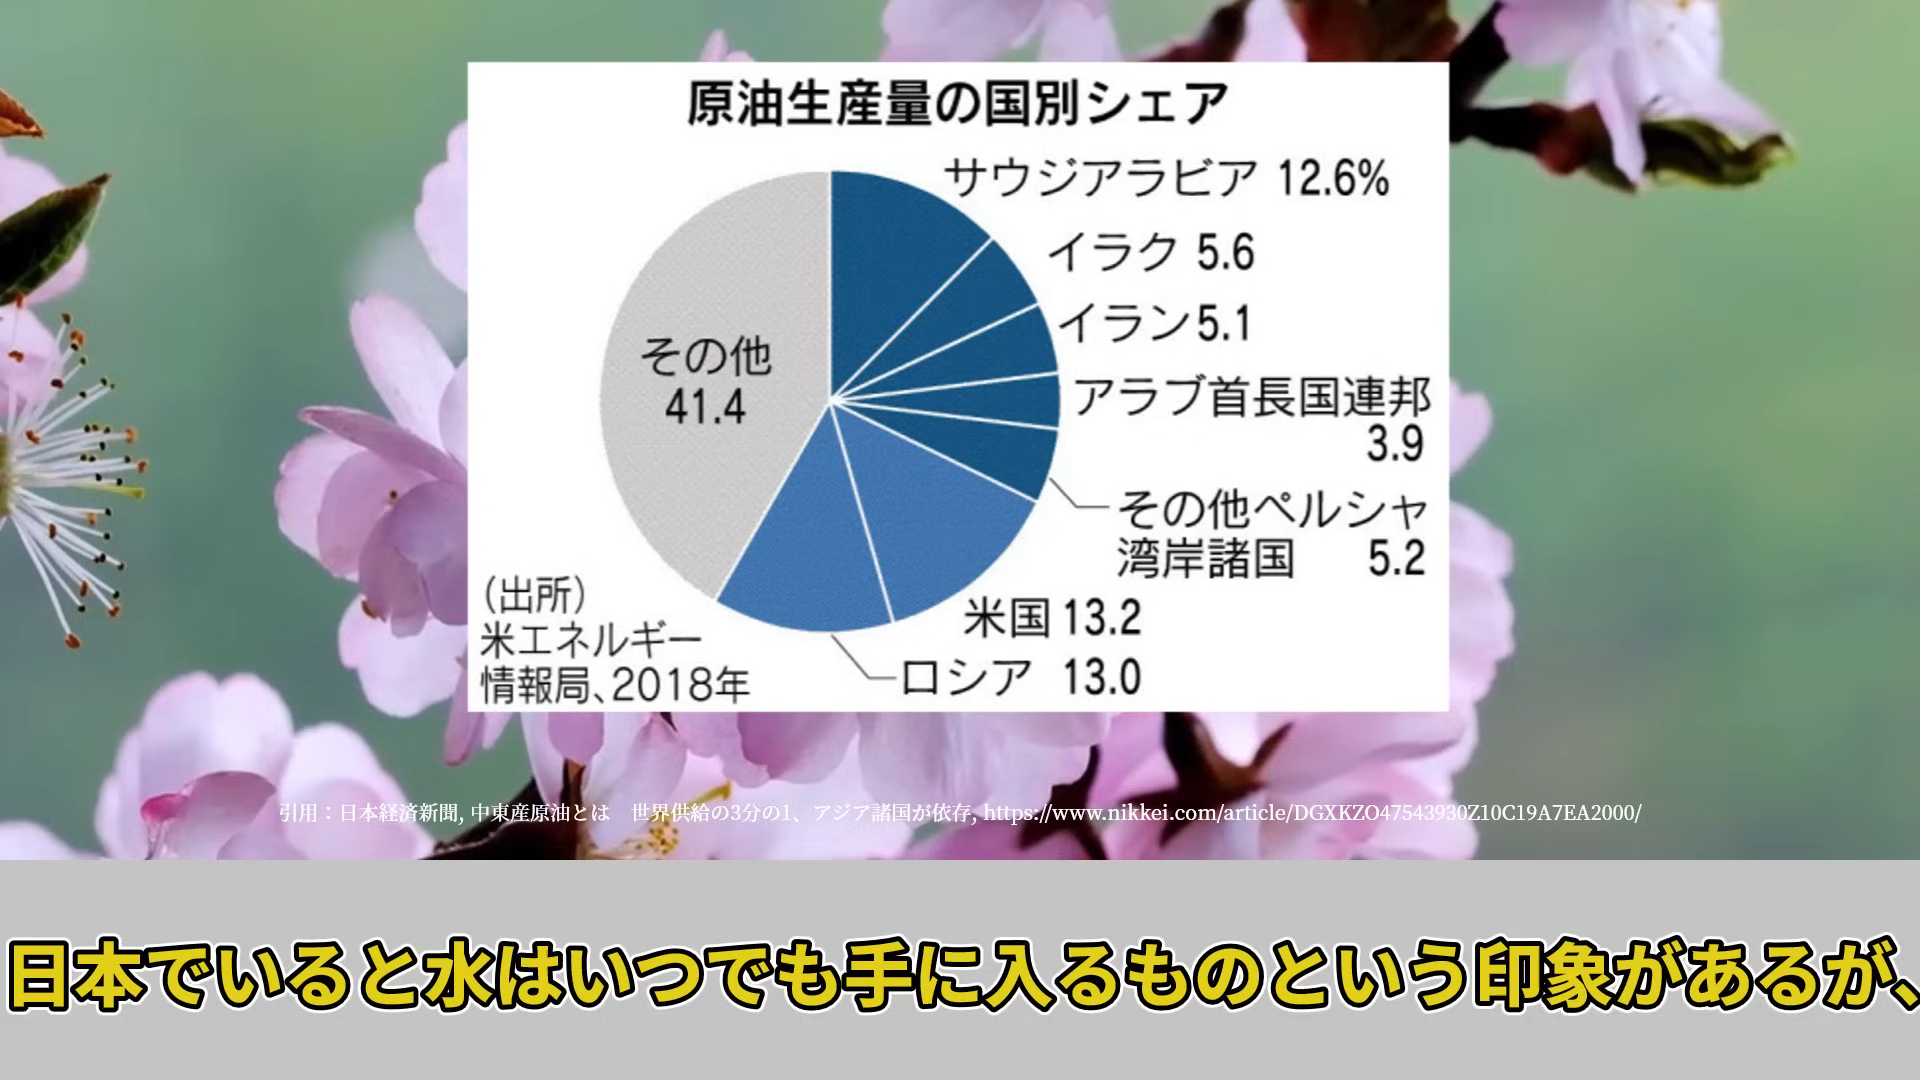 原油生産量の国別シェア
サウジアラビア 12.6%
イラク 5.6
イラン 5.1
アラブ首長国連邦
3.9
その他ペルシャ
湾岸諸国 5.2
米国 13.2
ロシア 13.0
その他
41.4
(出所)
米エネルギー
情報局、2018年
引用：日本経済新聞, 中東産原油とは　世界供給の3分の1、アジア諸国が依存, https://www.nikkei.com/article/DGXKZO47543930Z10C19A7EA2000/
日本でいると水はいつでも手に入るものという印象があるが、